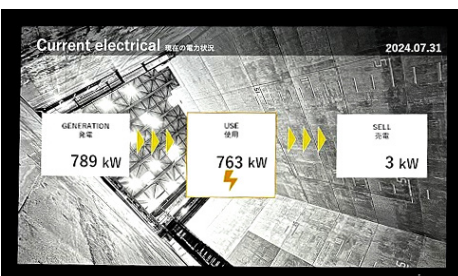 Current electrical 現在の電力状況
2024.07.31
GENERATION
発電
789 kW
USE
使用
763 kW
SELL
売電
3 kW